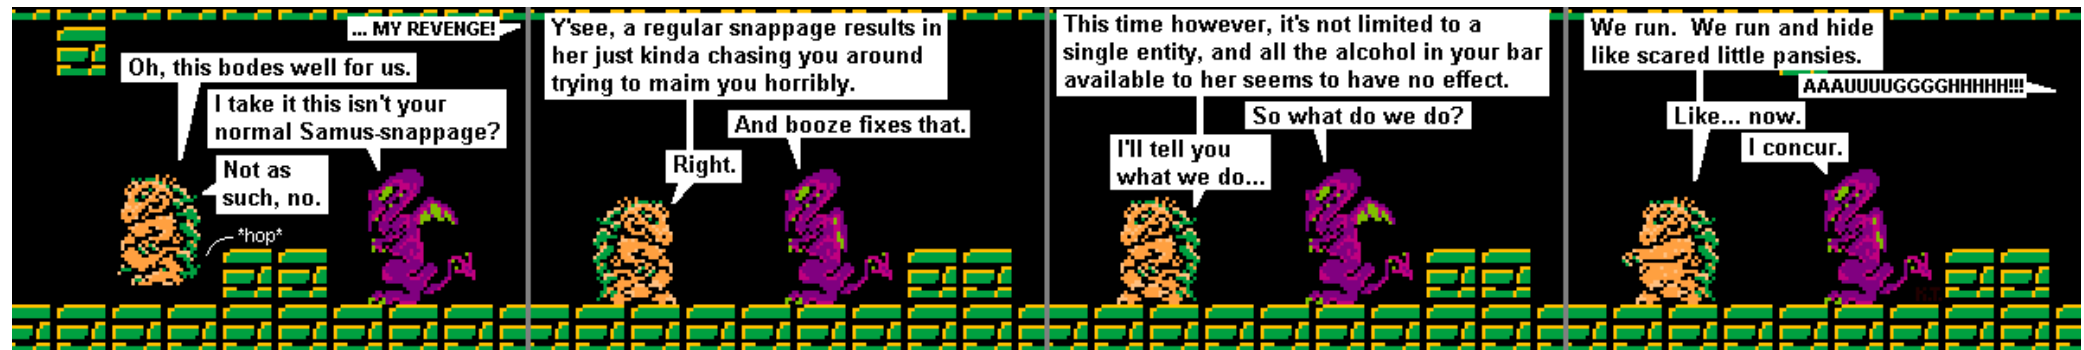 ... MY REVENGE!
Oh, this bodes well for us.
I take it this isn't your
normal Samus-snappage?
Not as
such, no.
*hop*
Y'see, a regular snappage results in
her just kinda chasing you around
trying to maim you horribly.
And booze fixes that.
Right.
This time however, it's not limited to a
single entity, and all the alcohol in your bar
available to her seems to have no effect.
So what do we do?
I'll tell you
what we do...
We run.  We run and hide
like scared little pansies.
AAAUUUUGGGGHHHHH!!!
Like... now.
I concur.